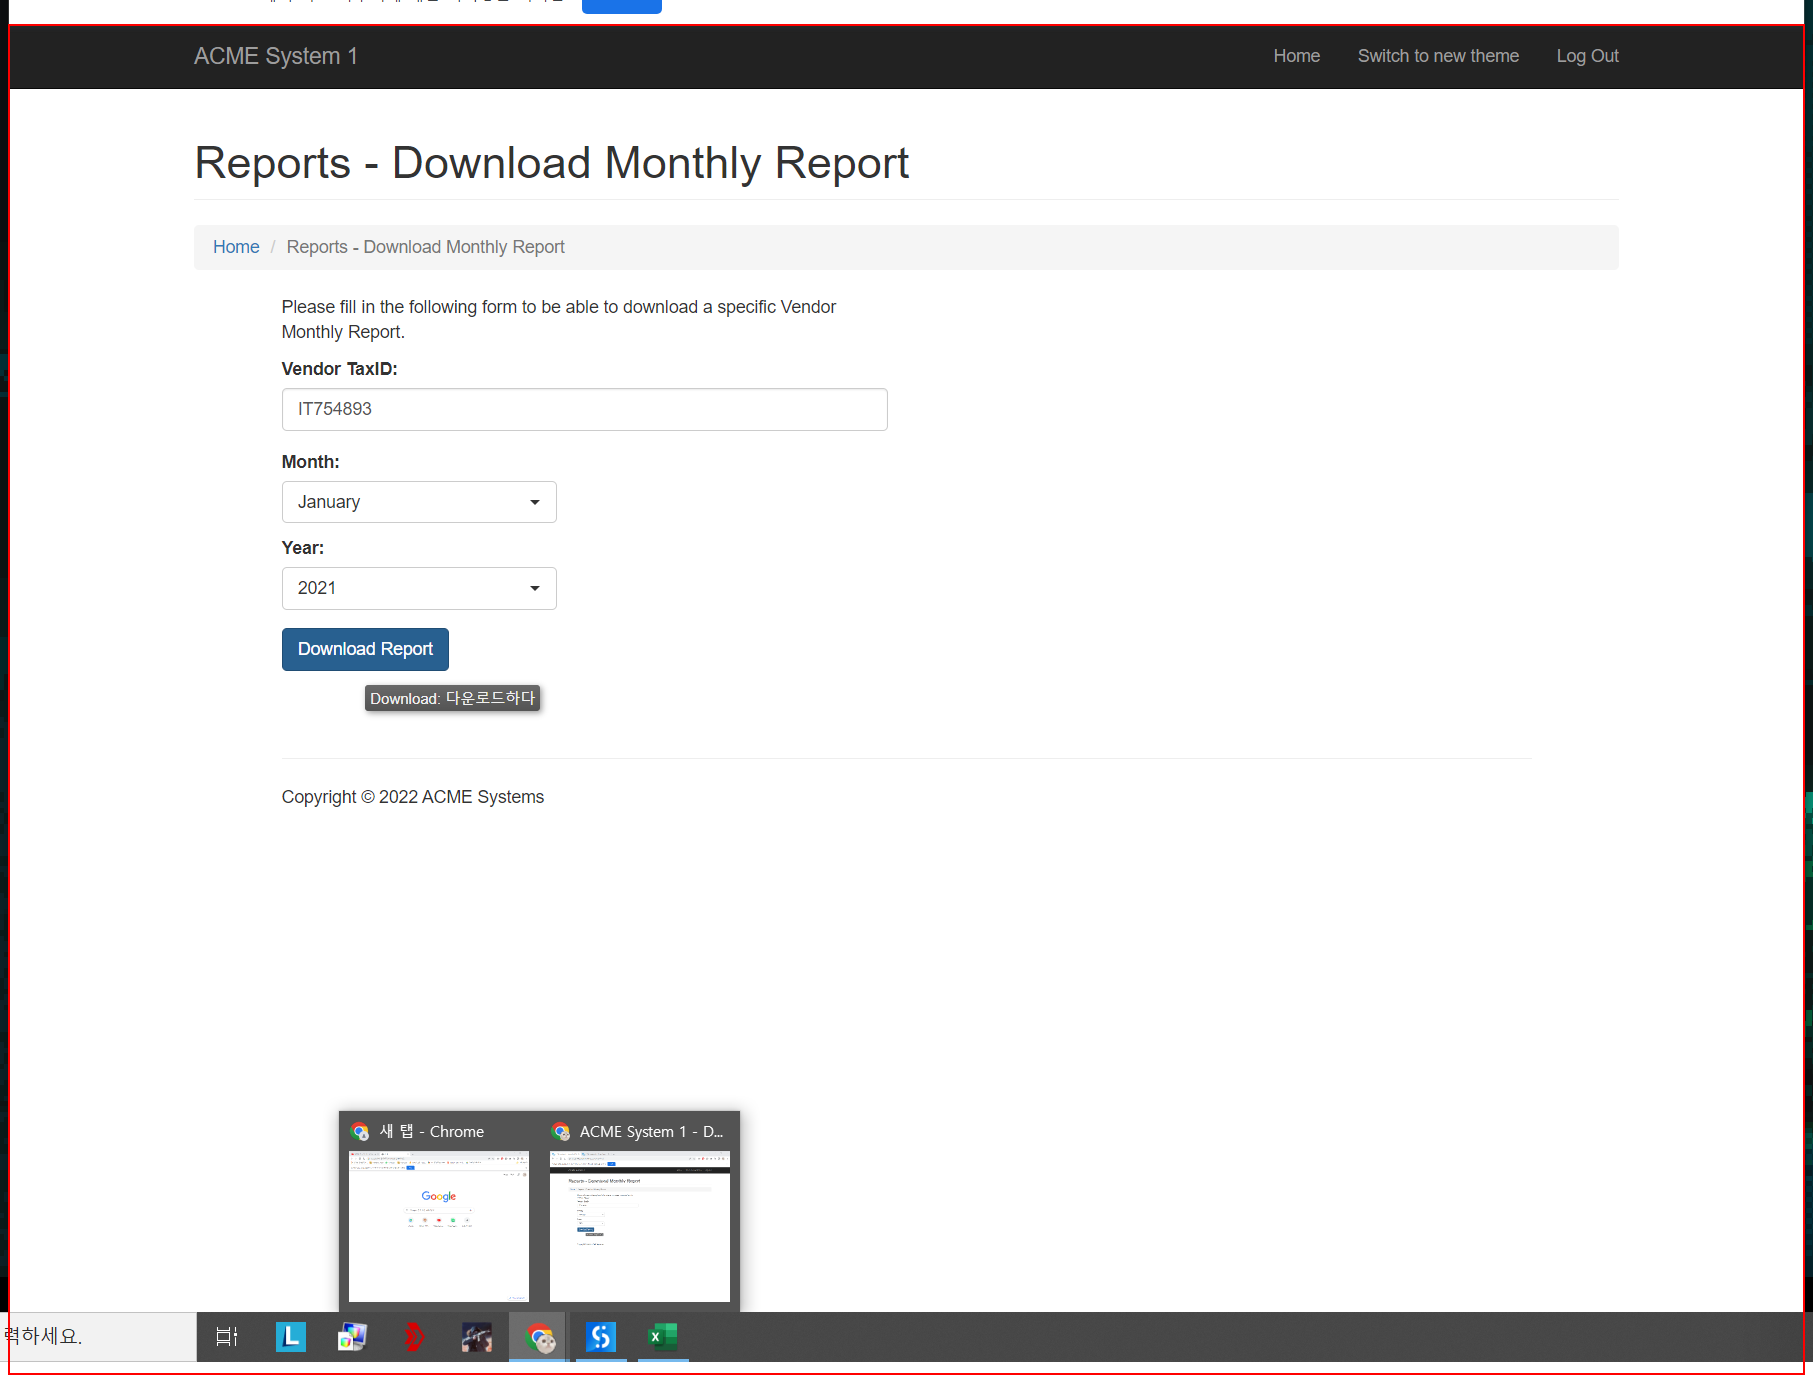 ACME System 1
Home
Switch to new theme
Log Out
Reports - Download Monthly Report
Home / Reports - Download Monthly Report
Please fill in the following form to be able to download a specific Vendor
Monthly Report.
Vendor TaxID:
IT754893
Month:
January
Year:
2021
Download Report
Download: 다운로드하다
Copyright © 2022 ACME Systems
새 탭 - Chrome
ACME System 1 - D...
Google
Reports - Download Monthly Report
력하세요.